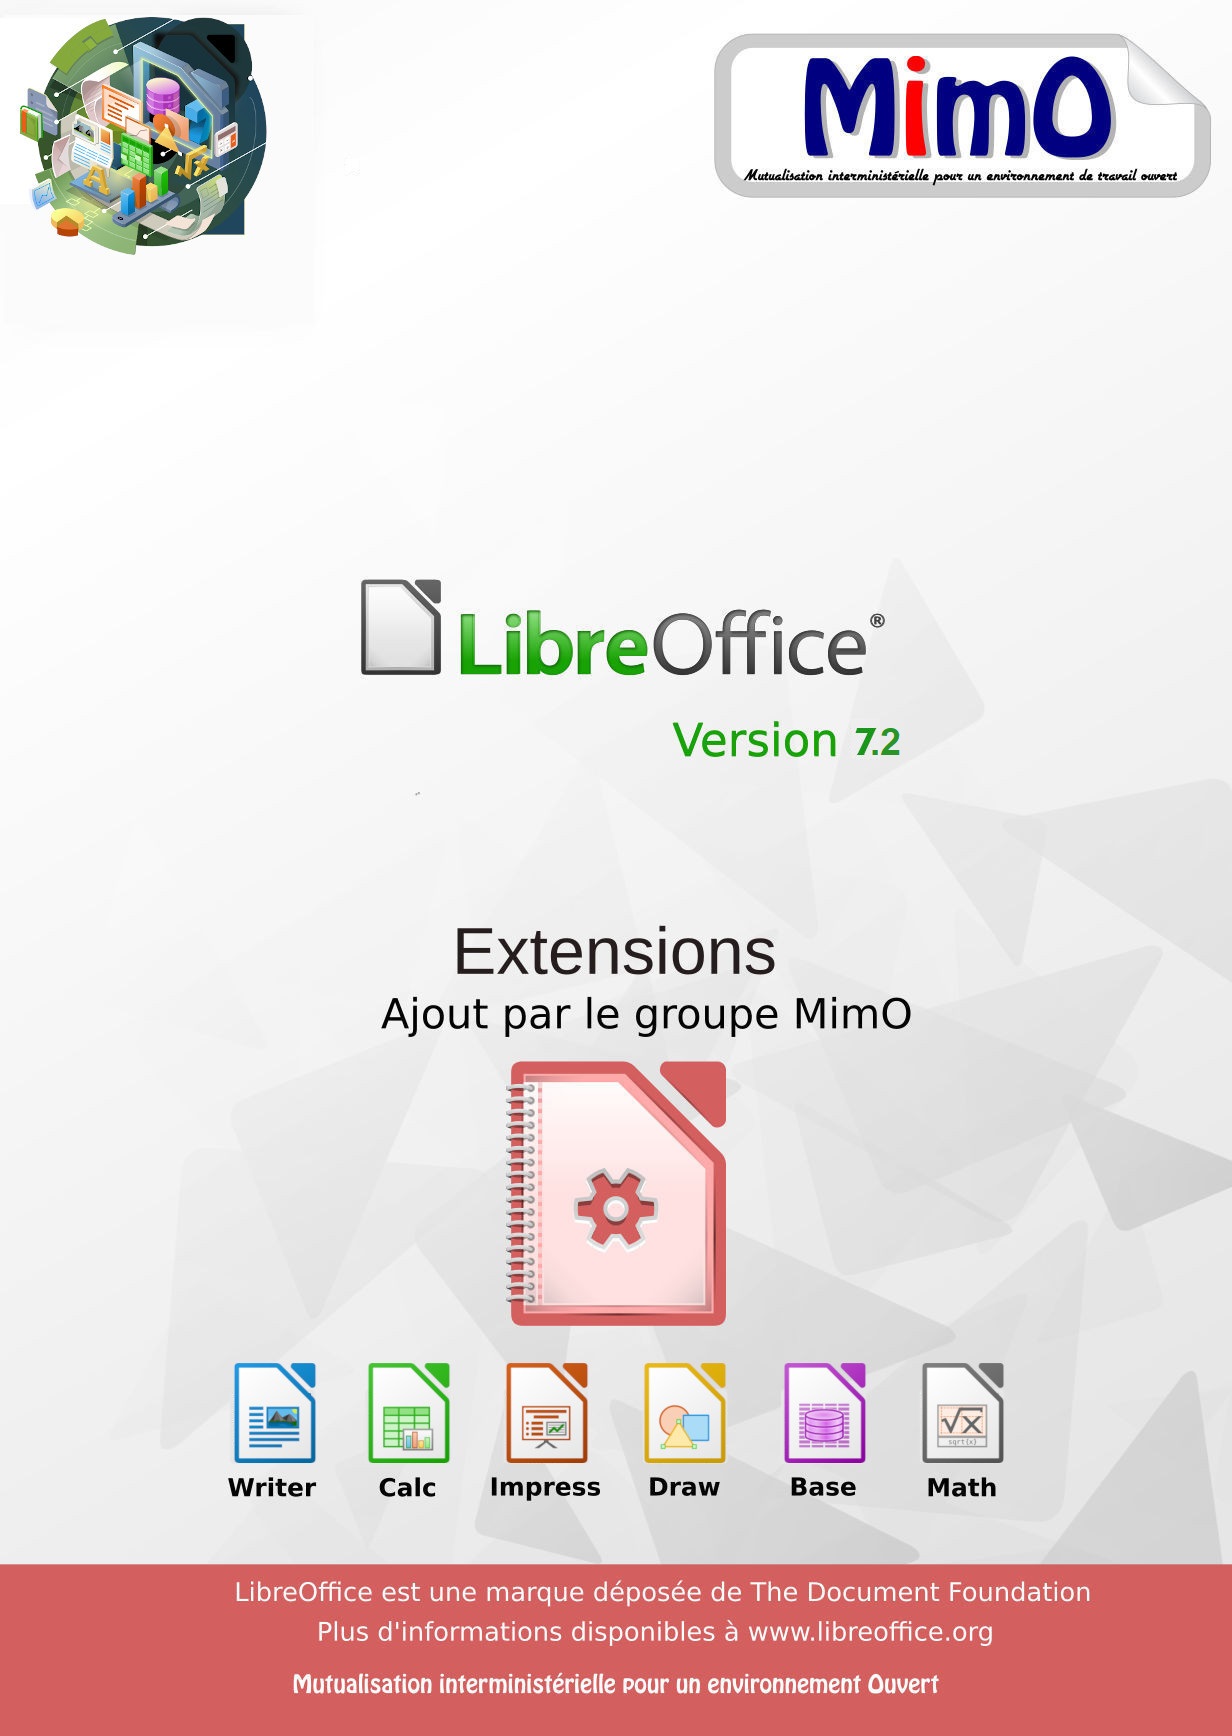 MimO
Mutualisation interministérielle pour un environnement de travail ouvert
LibreOffice®
Version 7.2
Extensions
Ajout par le groupe MimO
√x
sqrt(x)
Writer Calc Impress Draw Base Math
LibreOffice est une marque déposée de The Document Foundation
Plus d'informations disponibles à www.libreoffice.org
Mutualisation interministérielle pour un environnement Ouvert